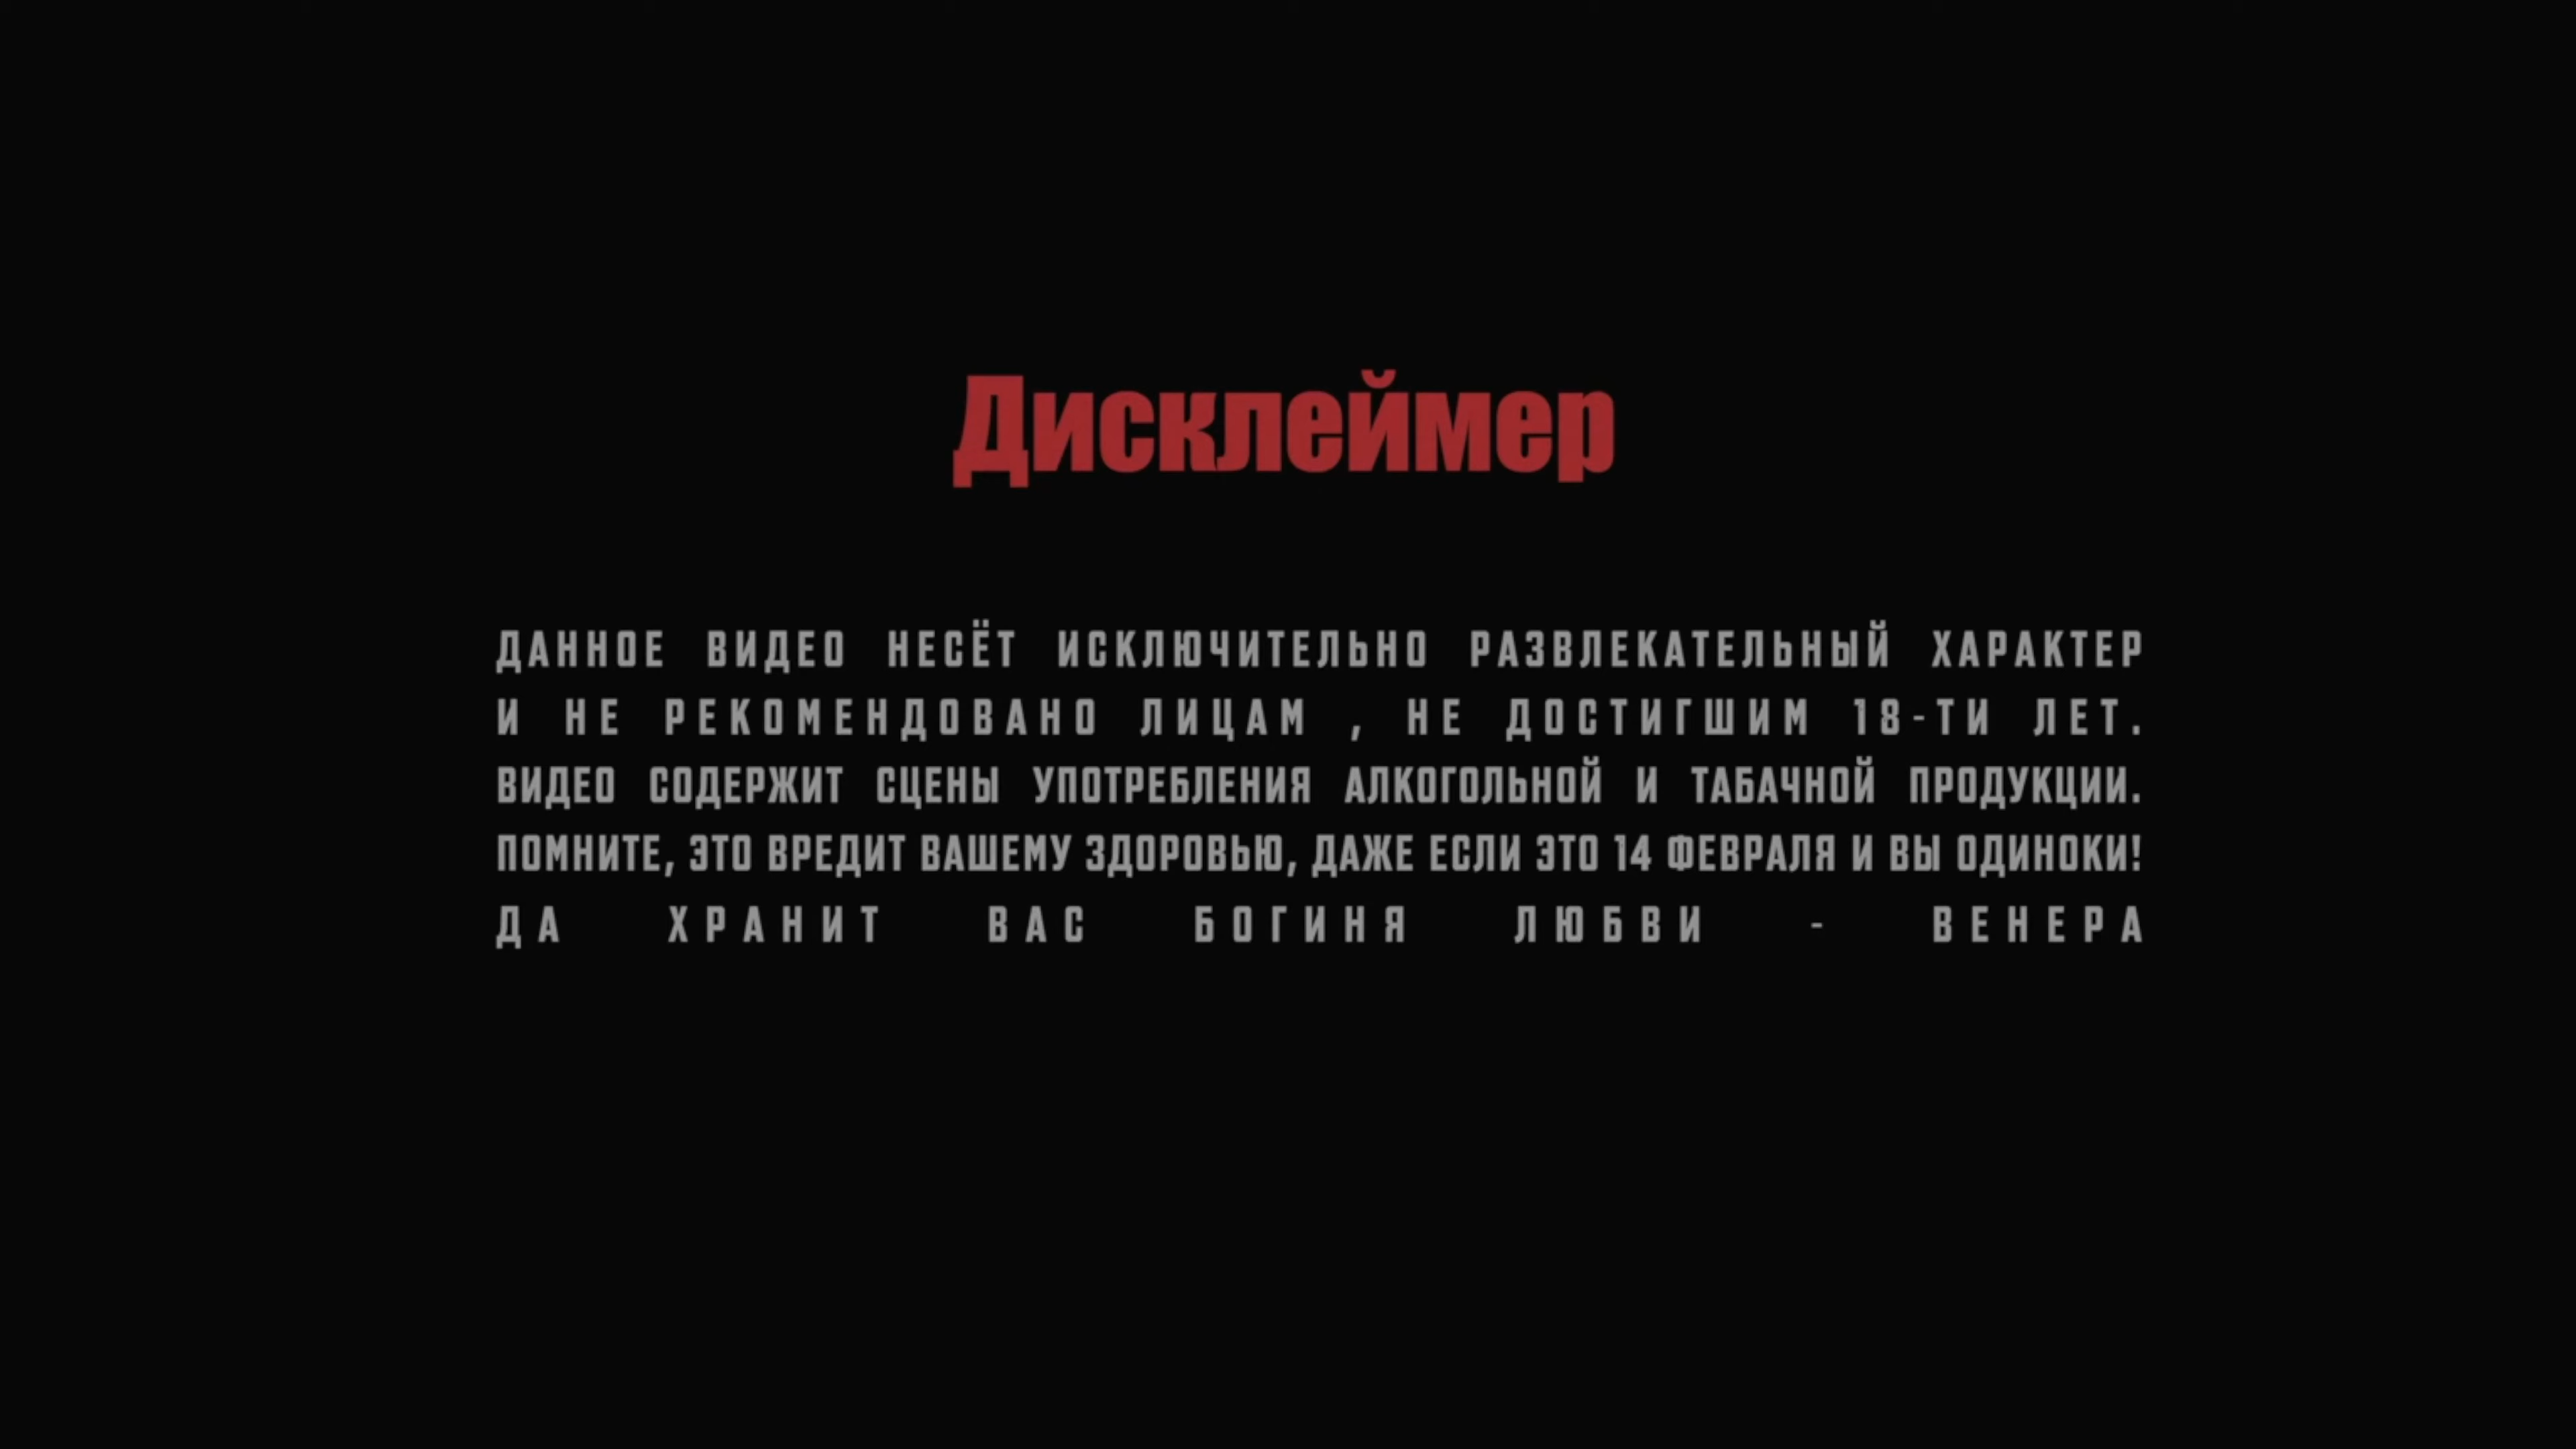 Дисклеймер
ДАННОЕ ВИДЕО НЕСЁТ ИСКЛЮЧИТЕЛЬНО РАЗВЛЕКАТЕЛЬНЫЙ ХАРАКТЕР
И НЕ РЕКОМЕНДОВАНО ЛИЦАМ , НЕ ДОСТИГШИМ 18-ТИ ЛЕТ.
ВИДЕО СОДЕРЖИТ СЦЕНЫ УПОТРЕБЛЕНИЯ АЛКОГОЛЬНОЙ И ТАБАЧНОЙ ПРОДУКЦИИ.
ПОМНИТЕ, ЭТО ВРЕДИТ ВАШЕМУ ЗДОРОВЬЮ, ДАЖЕ ЕСЛИ ЭТО 14 ФЕВРАЛЯ И ВЫ ОДИНОКИ!
ДА ХРАНИТ ВАС БОГИНЯ ЛЮБВИ - ВЕНЕРА